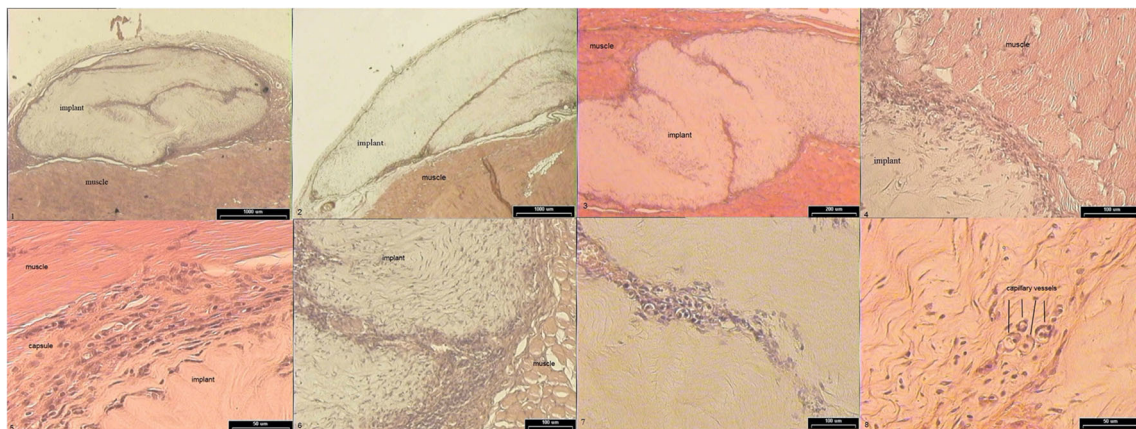 implant
muscle
1
1000 um
implant
muscle
2
1000 um
muscle
implant
3
200 um
muscle
implant
4
100 um
muscle
capsule
implant
5
50 um
implant
muscle
6
100 um
7
100 um
capillary vessels
8
50 um